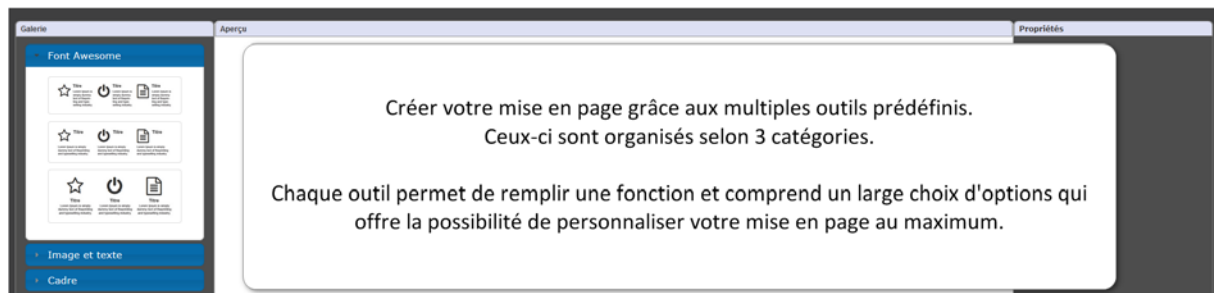 Galerie
Aperçu
Propriétés
Font Awesome
Titre
Titre
Titre
Titre
Titre
Titre
Titre
Titre
Titre
Image et texte
Cadre
Créer votre mise en page grâce aux multiples outils prédéfinis.
Ceux-ci sont organisés selon 3 catégories.
Chaque outil permet de remplir une fonction et comprend un large choix d'options qui
offre la possibilité de personnaliser votre mise en page au maximum.